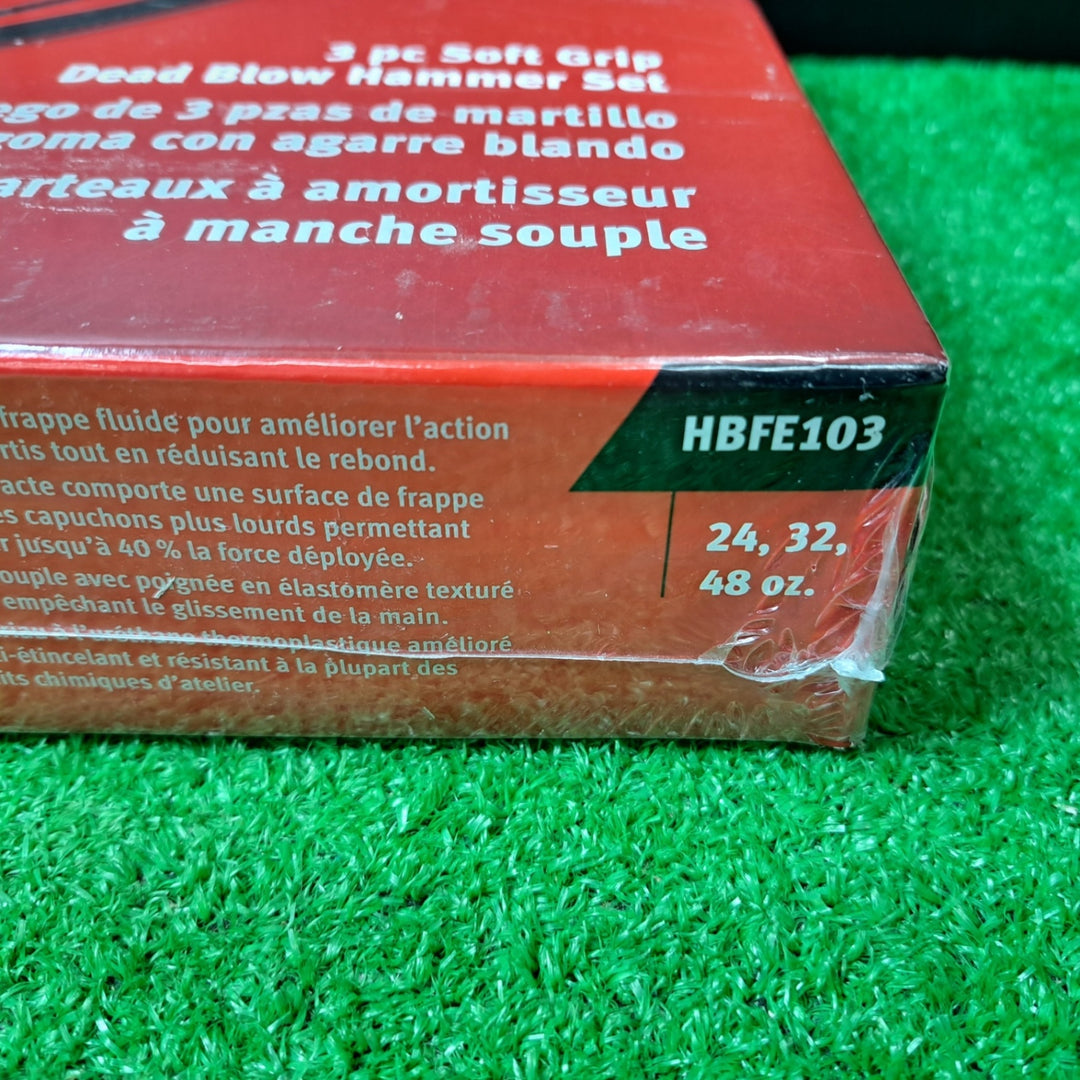 3 pc Soft Grip
Dead Blow Hammer Set
ego de 3 pzas de martillo
roma con agarre blando
arteaux à amortisseur
à manche souple
frappe fluide pour améliorer l'action
rtis tout en réduisant le rebond.
acte comporte une surface de frappe
es capuchons plus lourds permettant
r jusqu'à 40 % la force déployée.
ouple avec poignée en élastomère texturé
empêchant le glissement de la main.
thermoplastique amélioré
i-étincelant et résistant à la plupart des
its chimiques d'atelier.
HBFE103
24, 32,
48 oz.